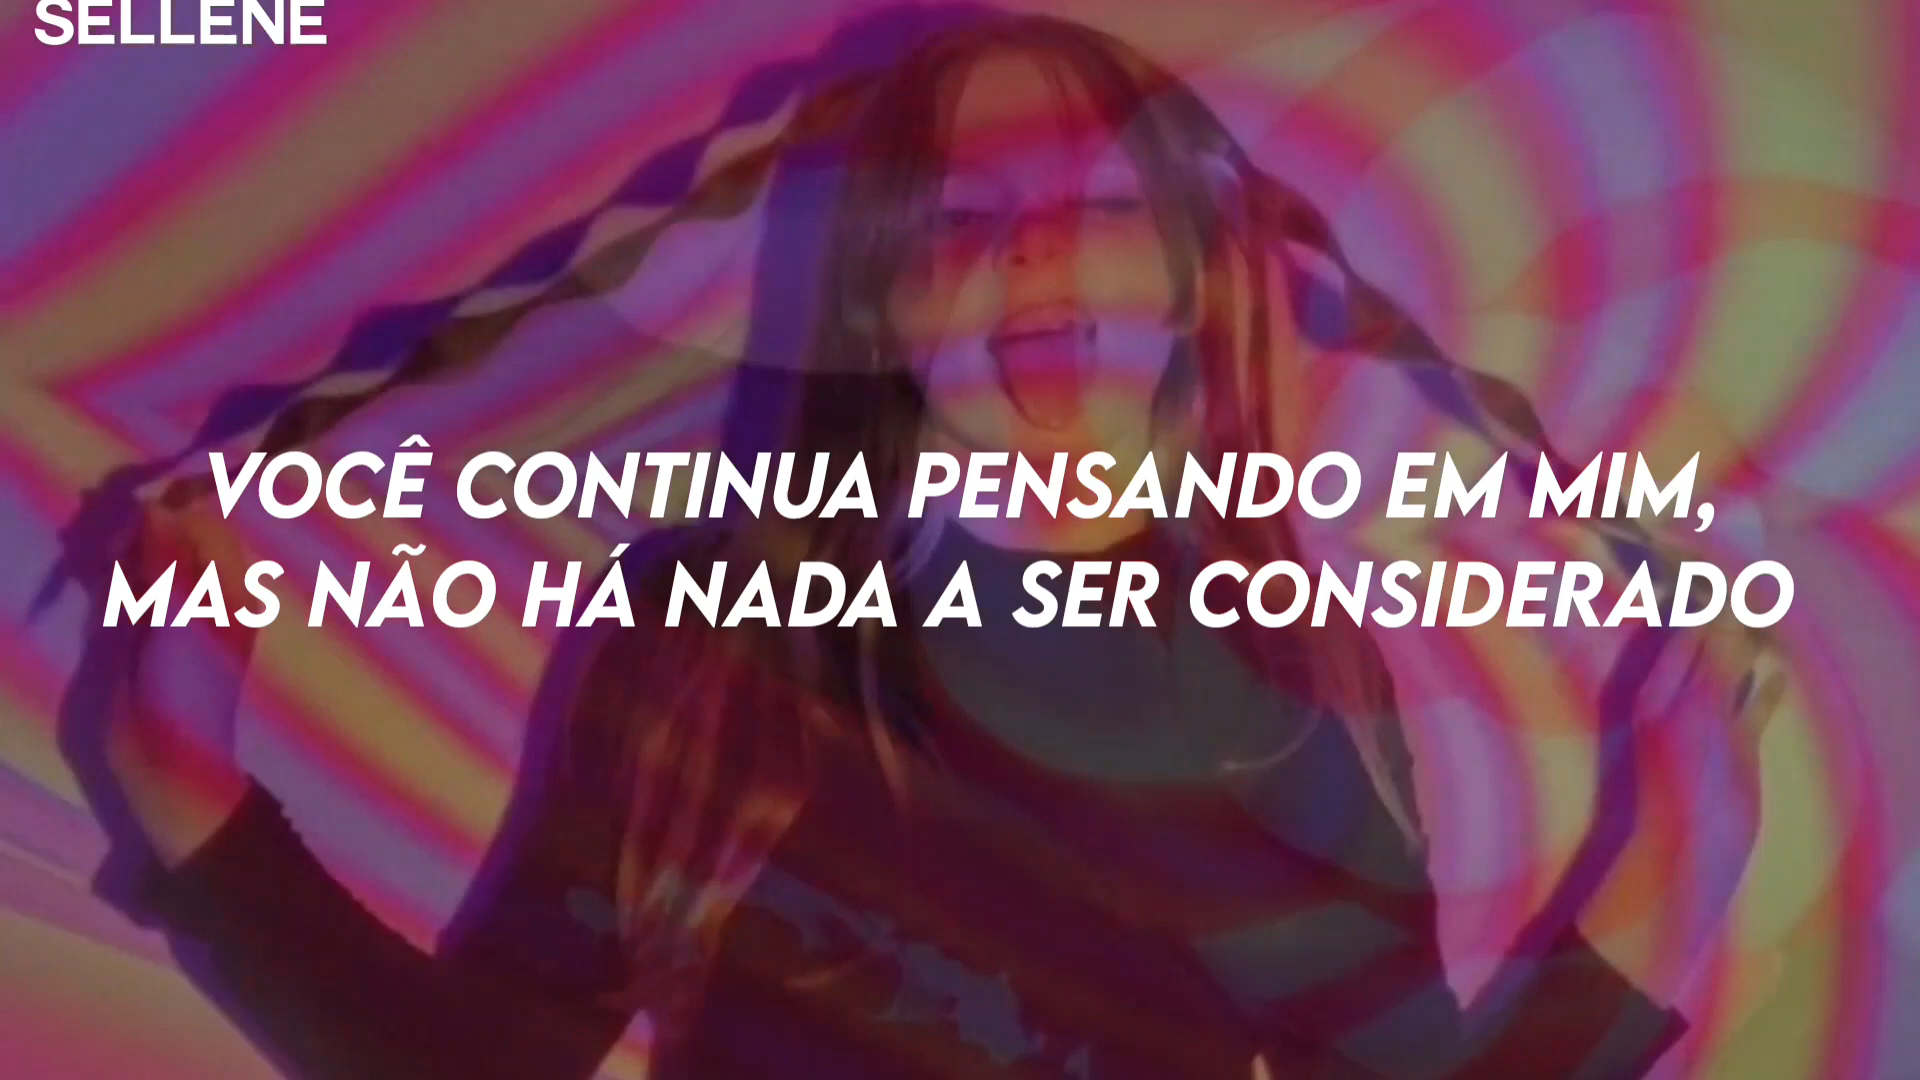 SELLENE
VOCÊ CONTINUA PENSANDO EM MIM,
MAS NÃO HÁ NADA A SER CONSIDERADO